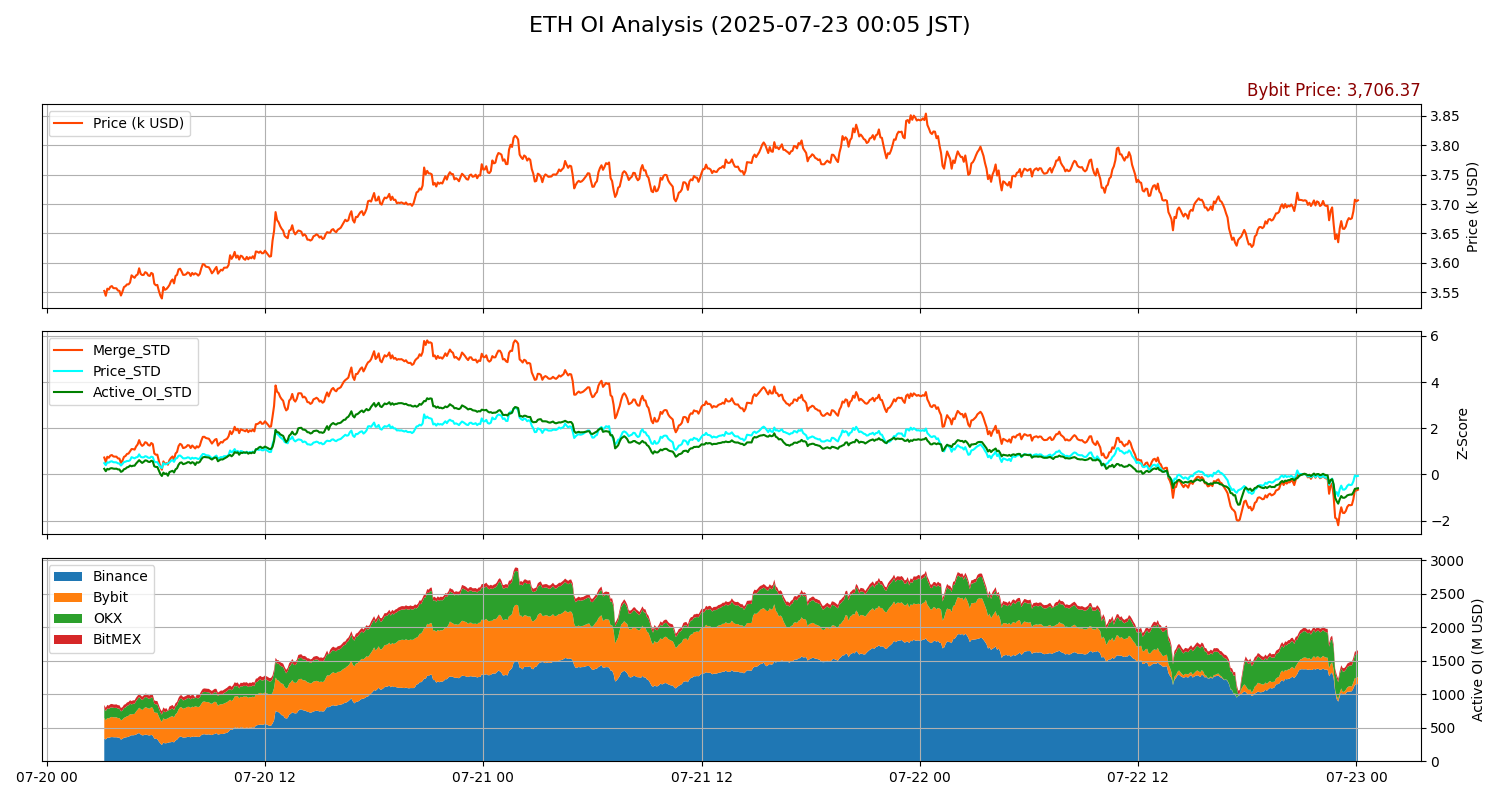 ETH OI Analysis (2025-07-23 00:05 JST)
Bybit Price: 3,706.37
Price (k USD)
3.85
3.80
3.75
3.70
3.65
3.60
3.55
Price (k USD)
Merge_STD
Price_STD
Active_OI_STD
6
4
2
0
−2
Z-Score
Binance
Bybit
OKX
BitMEX
3000
2500
2000
1500
1000
500
0
Active OI (M USD)
07-20 00
07-20 12
07-21 00
07-21 12
07-22 00
07-22 12
07-23 00